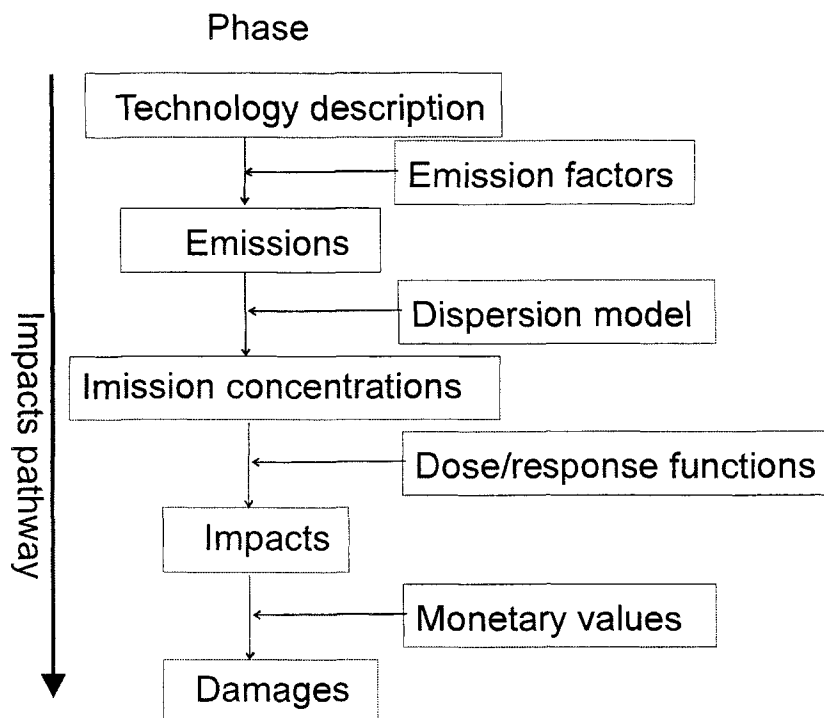 Phase
Technology description
Emission factors
Emissions
Dispersion model
Imission concentrations
Dose/response functions
Impacts
Monetary values
Damages
Impacts pathway